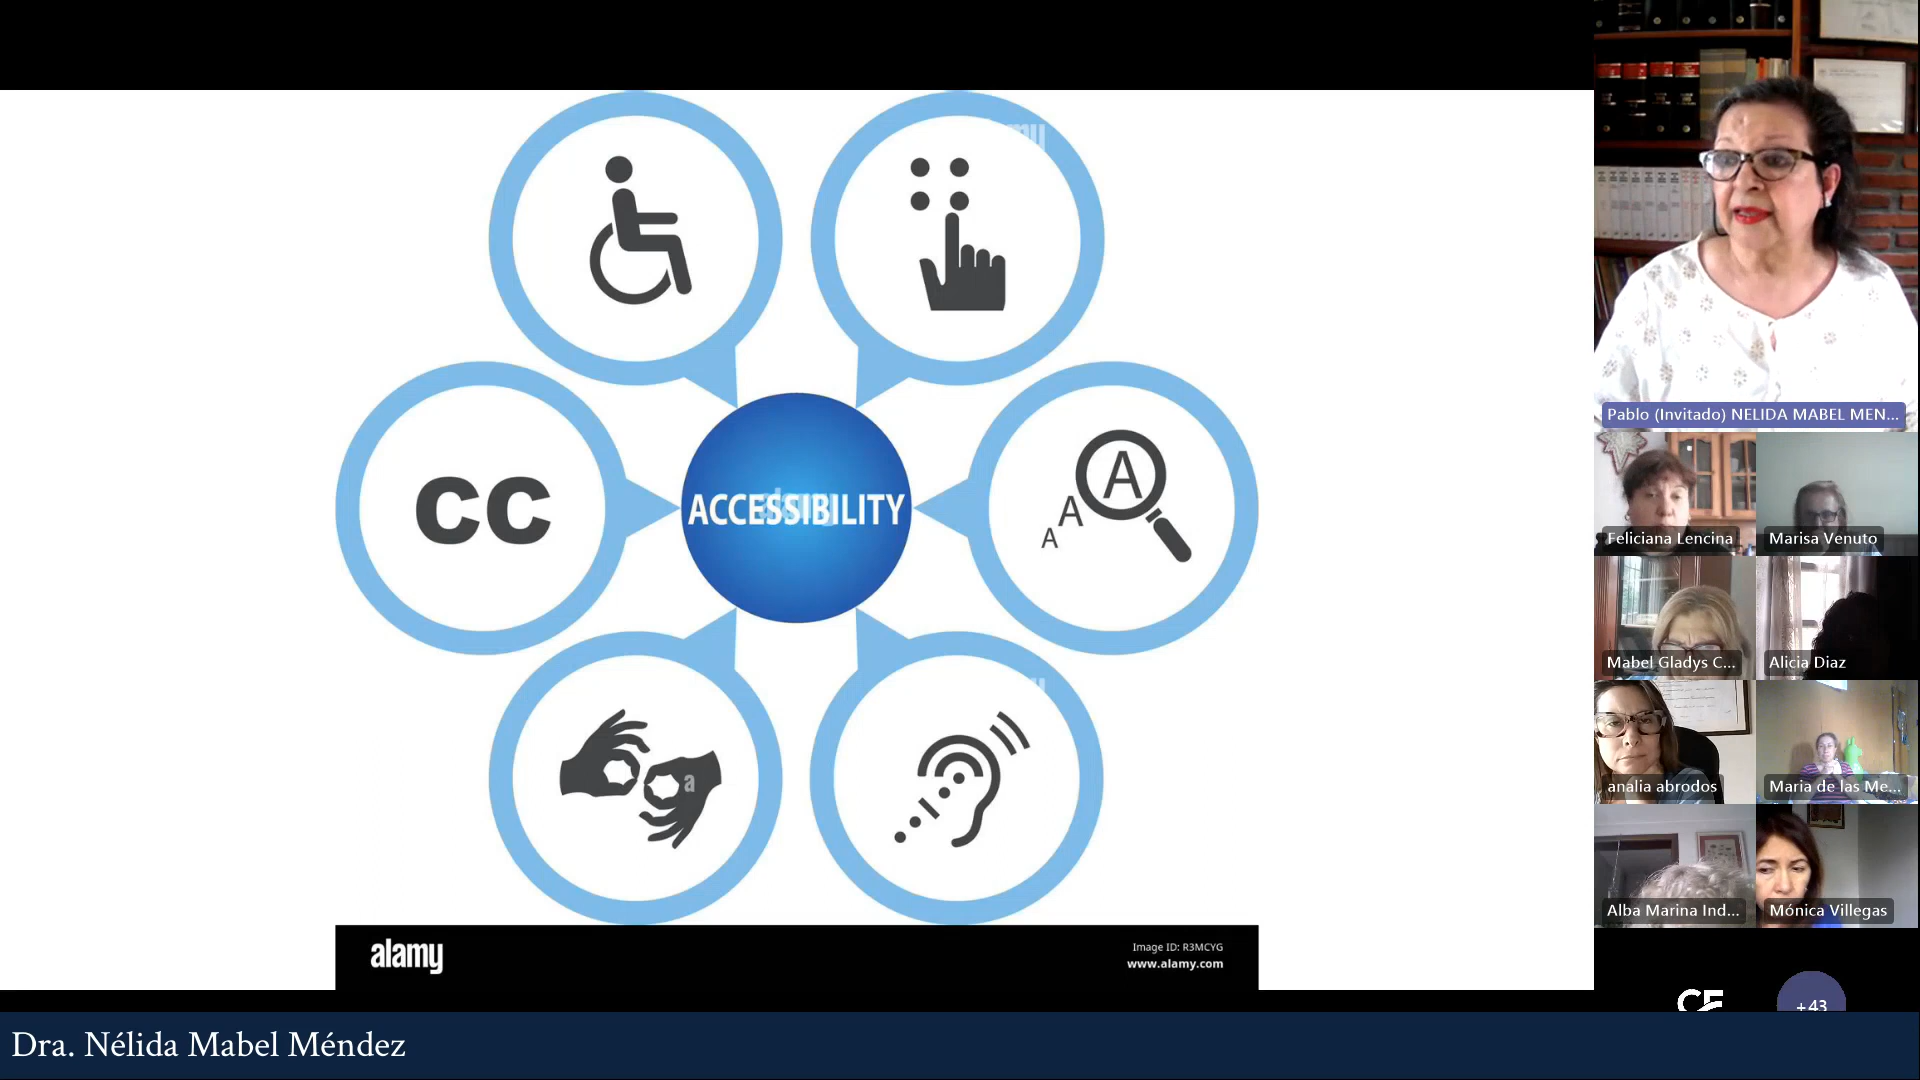 CC
ACCESSIBILITY
A
A
A
alamy
Image ID: R3MCYG
www.alamy.com
Pablo (Invitado) NELIDA MABEL MEN...
Feliciana Lencina
Marisa Venuto
Mabel Gladys C...
Alicia Diaz
analia abrodos
Maria de las Me...
Alba Marina Ind...
Mónica Villegas
+43
Dra. Nélida Mabel Méndez